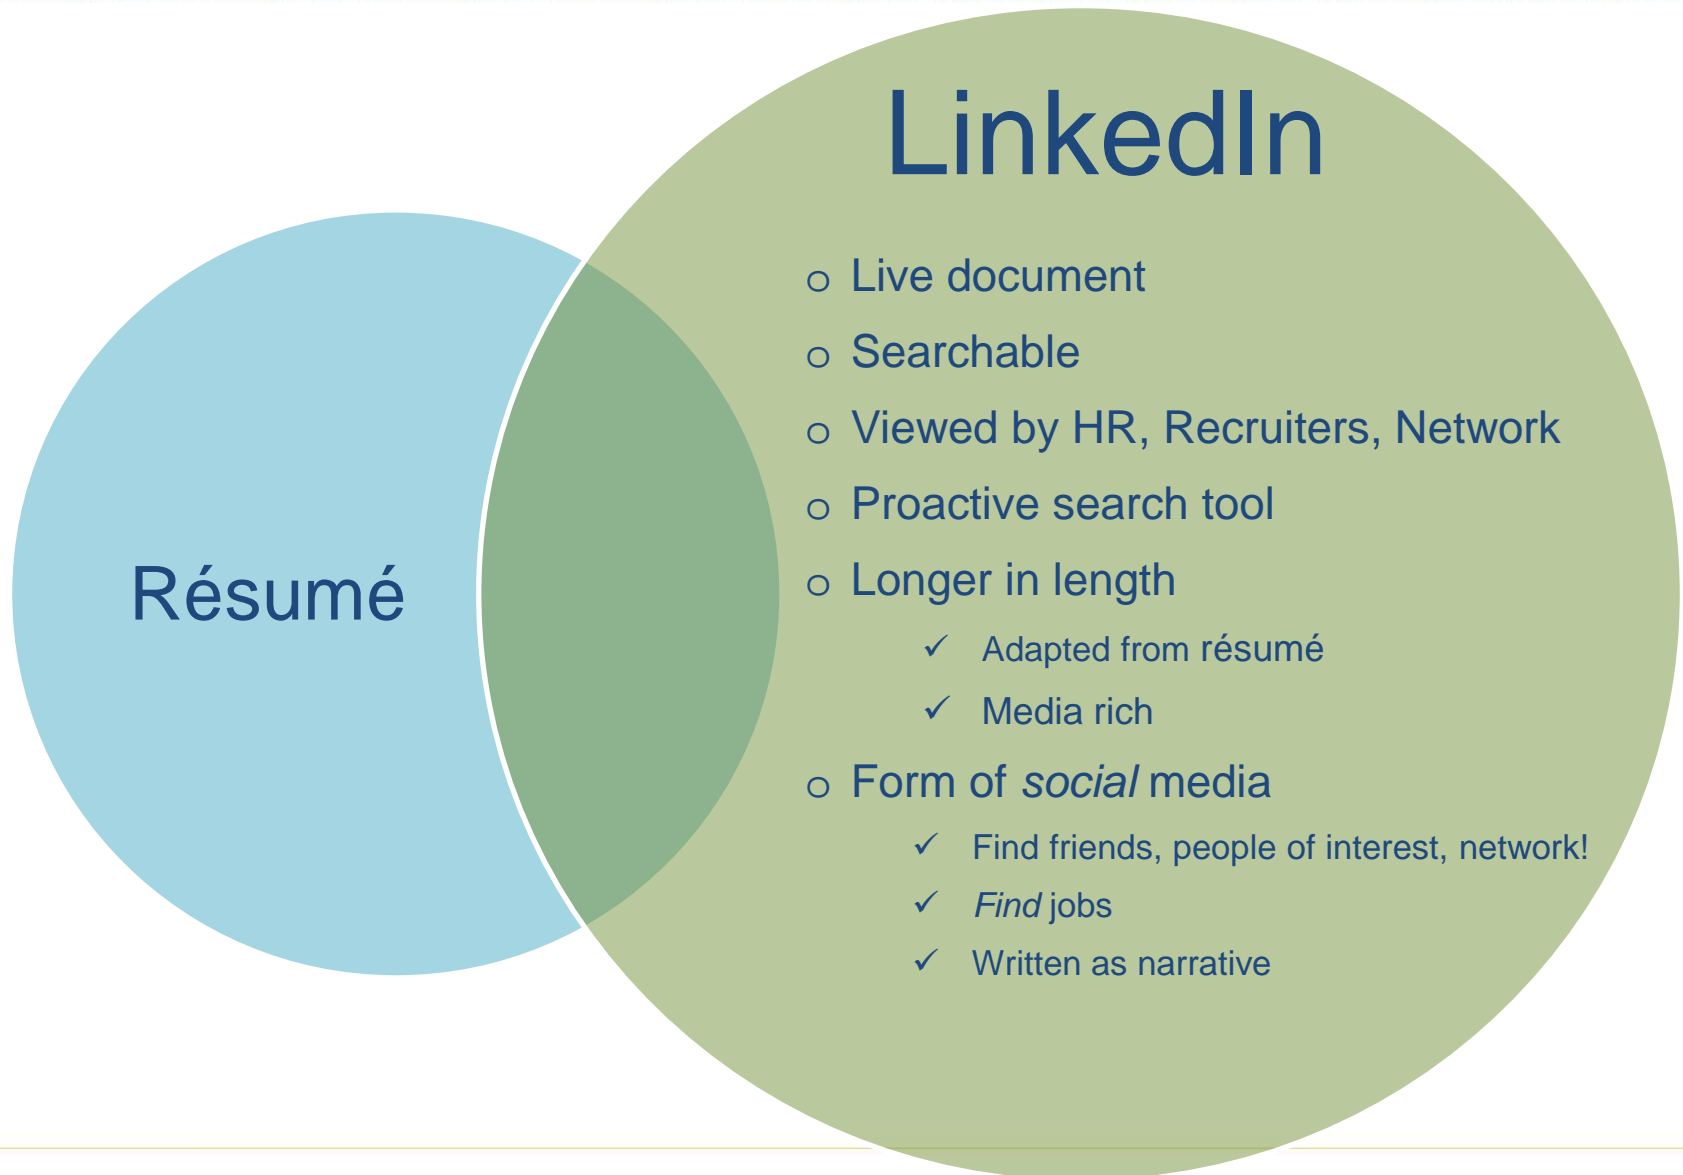 LinkedIn
o Live document
o Searchable
o Viewed by HR, Recruiters, Network
o Proactive search tool
o Longer in length
Résumé
✓ Adapted from résumé
✓ Media rich
o Form of social media
✓ Find friends, people of interest, network!
✓ Find jobs
✓ Written as narrative